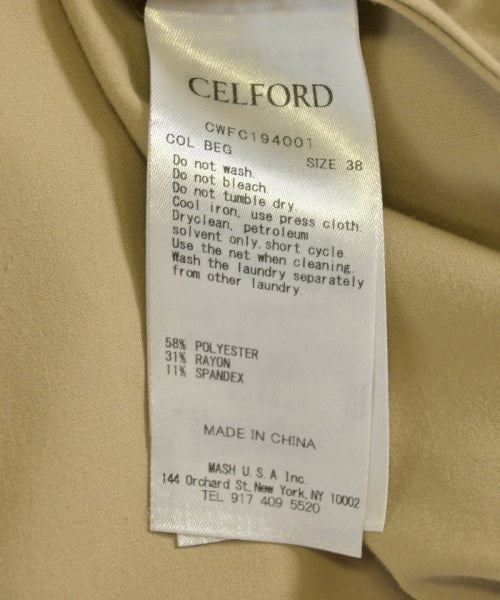 CELFORD
CWFC194001
COL BEG SIZE 38
Do not wash.
Do not bleach.
Do not tumble dry.
Cool iron, use press cloth.
Dryclean, petroleum
solvent only, short cycle.
Use the net when cleaning.
Wash the laundry separately
from other laundry.
58% POLYESTER
31% RAYON
11% SPANDEX
MADE IN CHINA
MASH U.S.A Inc.
144 Orchard St, New York, NY 10002
TEL 917 409 5520